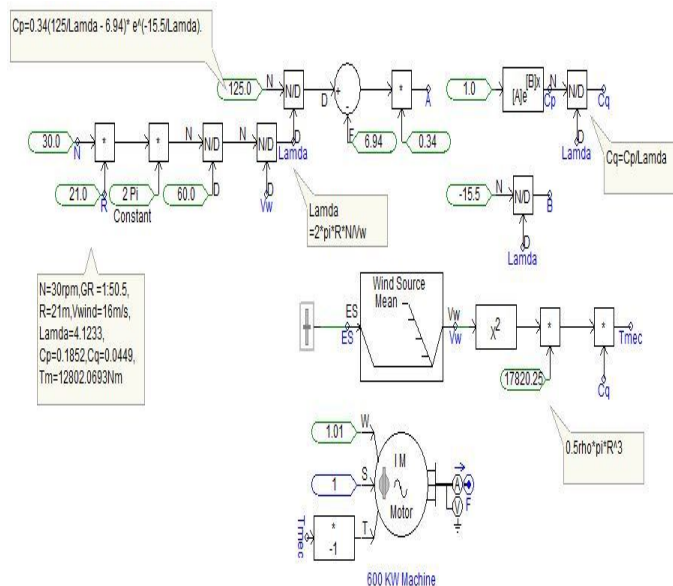 Cp=0.34(125/Lamda - 6.94)* e^(-15.5/Lamda).
125.0
N
N/D
D
D
+
-
F
6.94
*
0.34
A
1.0
[A]e^[B]x
Cp
N
N/D
D
Lamda
Cq
Cq=Cp/Lamda
30.0
N
*
*
N
N/D
D
N
N/D
D
Lamda
21.0
R
2 Pi
Constant
60.0
Vw
Lamda
=2*pi*R*N/Vw
-15.5
N
N/D
D
B
Lamda
N=30rpm,GR =1:50.5,
R=21m,Vwind=16m/s,
Lamda=4.1233,
Cp=0.1852,Cq=0.0449,
Tm=12802.0693Nm
Wind Source
Mean
ES
ES
Vw
Vw
X^2
*
*
Tmec
17820.25
Cq
0.5rho*pi*R^3
1.01
W
1
S
I M
Motor
T
Tmec
*
-1
A
V
F
600 KW Machine